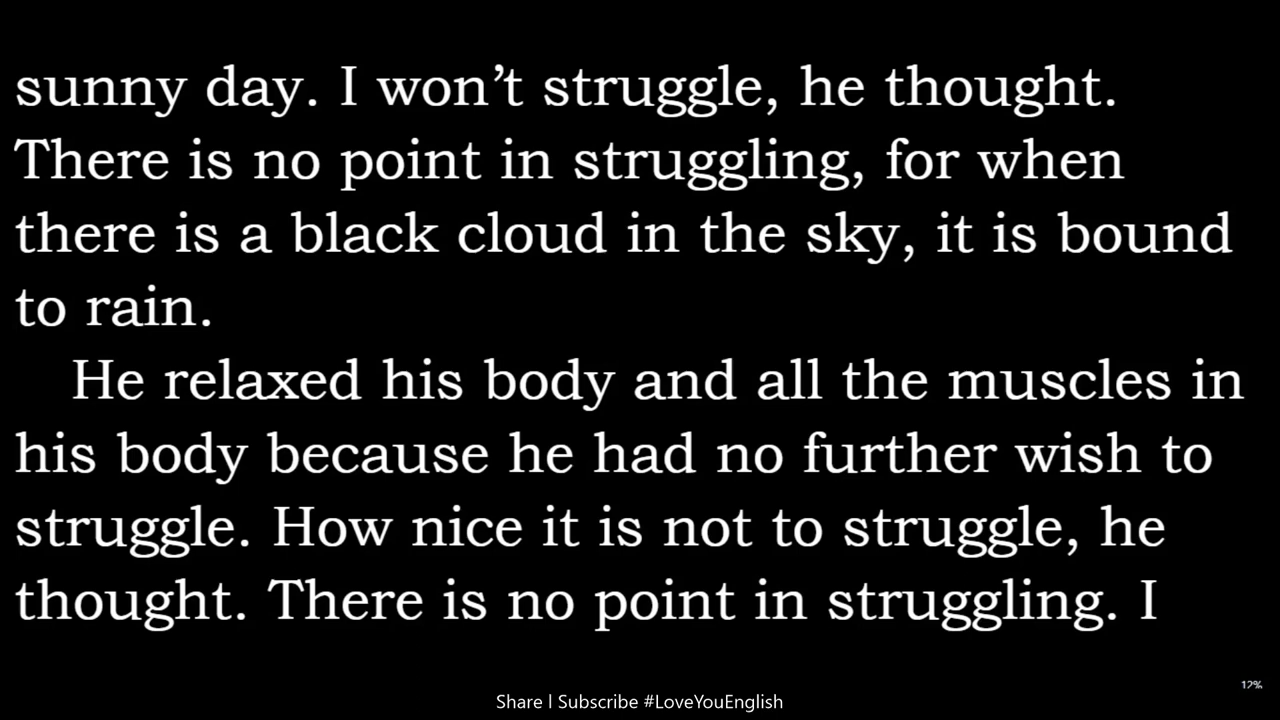 sunny day. I won’t struggle, he thought.
There is no point in struggling, for when
there is a black cloud in the sky, it is bound
to rain.
He relaxed his body and all the muscles in
his body because he had no further wish to
struggle. How nice it is not to struggle, he
thought. There is no point in struggling. I
12%
Share | Subscribe #LoveYouEnglish